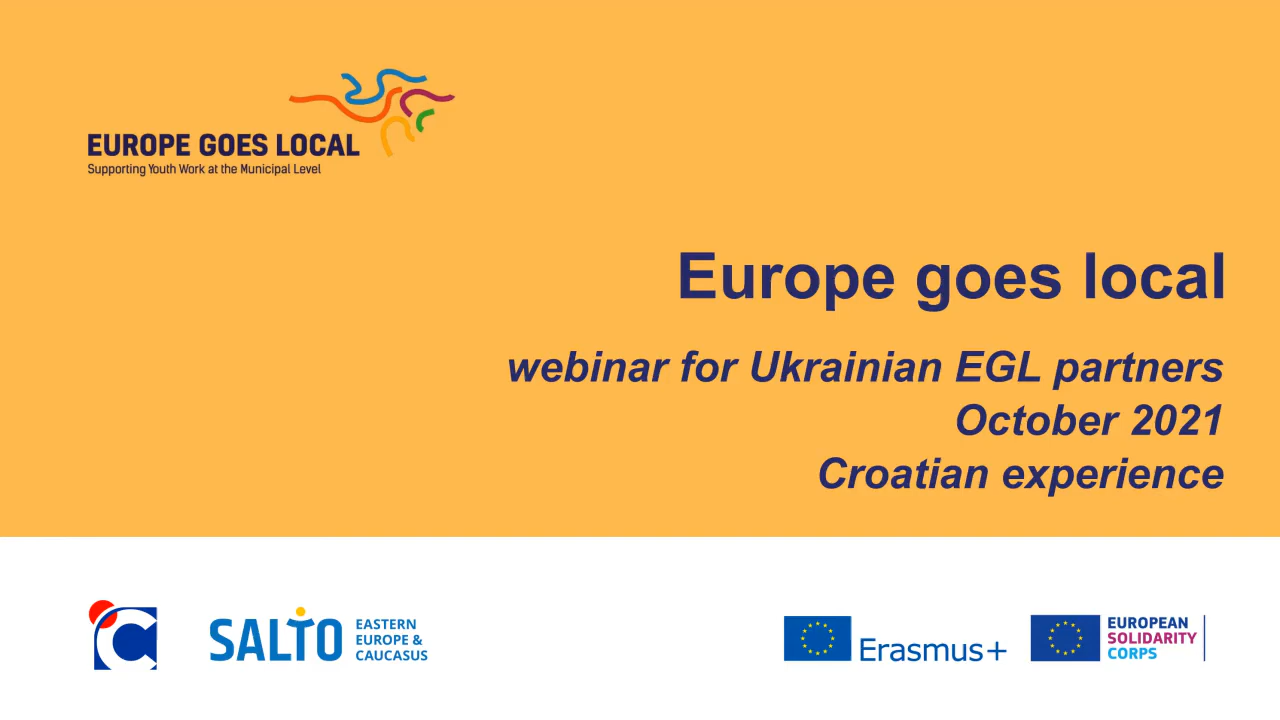 EUROPE GOES LOCAL
Supporting Youth Work at the Municipal Level
Europe goes local
webinar for Ukrainian EGL partners
October 2021
Croatian experience
C
SALTO
EASTERN
EUROPE &
CAUCASUS
Erasmus+
EUROPEAN
SOLIDARITY
CORPS